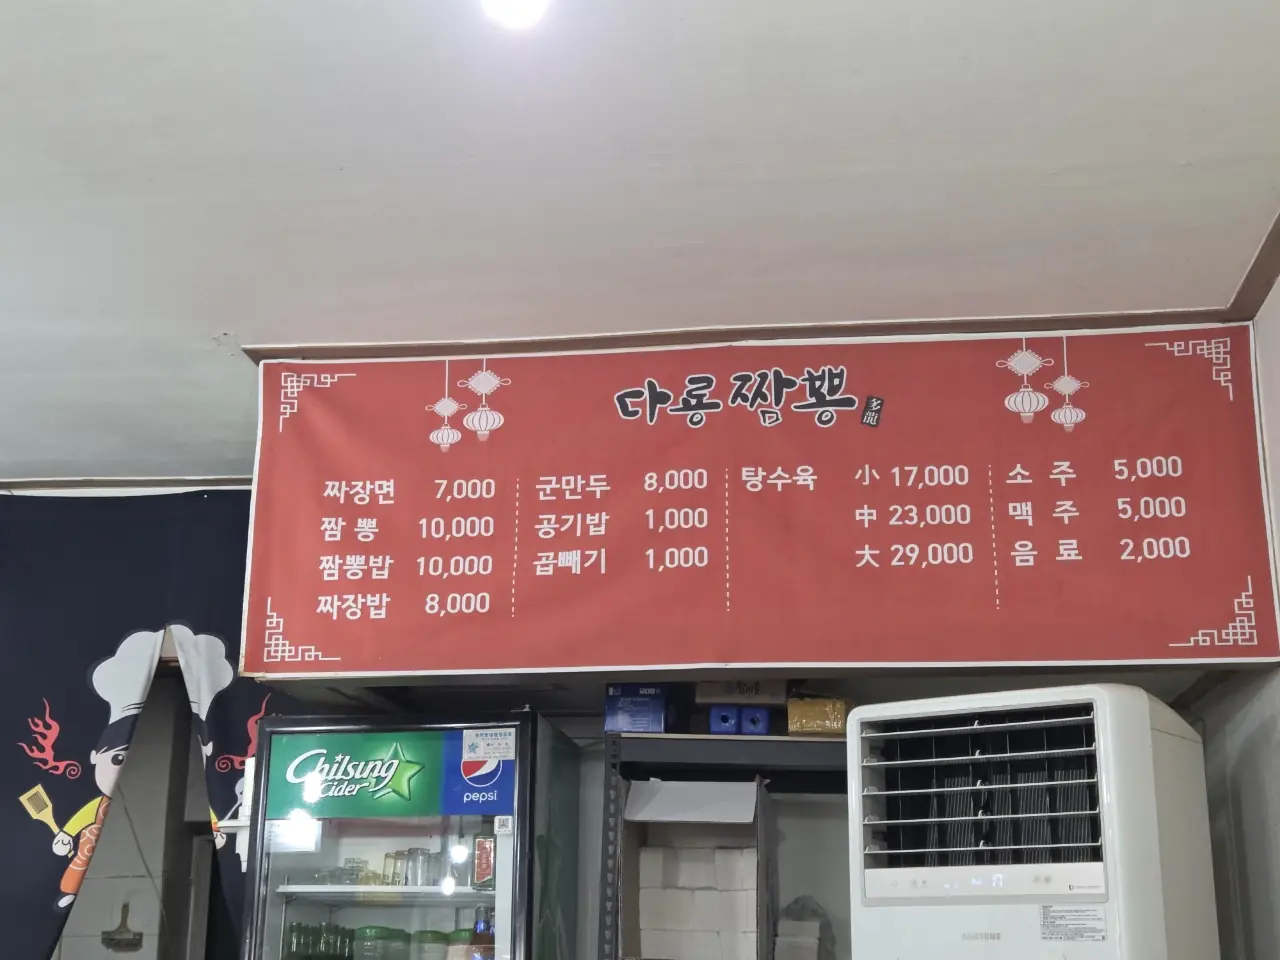 다룡짬뽕
多龍
짜장면 7,000
짬 뽕 10,000
짬뽕밥 10,000
짜장밥 8,000
군만두 8,000
공기밥 1,000
곱빼기 1,000
탕수육 小 17,000
中 23,000
大 29,000
소 주 5,000
맥 주 5,000
음 료 2,000
Chilsung
Cider
pepsi
SAMSUNG
17